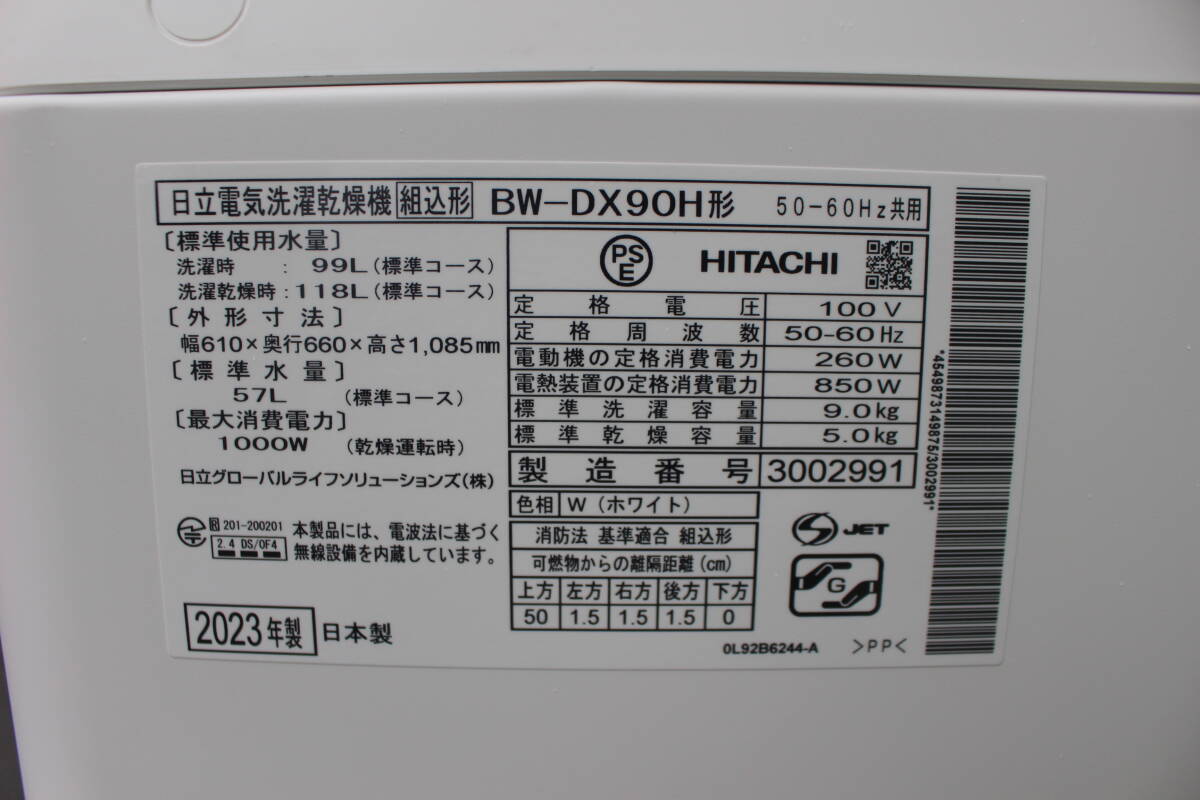 日立電気洗濯乾燥機 組込形 BW-DX90H形 50-60Hz共用
〔標準使用水量〕
洗濯時 : 99L(標準コース)
洗濯乾燥時:118L(標準コース)
〔外形寸法〕
幅610×奥行660×高さ1,085mm
〔標準水量〕
57L (標準コース)
〔最大消費電力〕
1000W (乾燥運転時)
日立グローバルライフソリューションズ(株)
R 201-200201
2.4 DS/OF4
本製品には、電波法に基づく
無線設備を内蔵しています。
2023年製 日本製
PS
E
HITACHI
定格電圧 100V
定格周波数 50-60Hz
電動機の定格消費電力 260W
電熱装置の定格消費電力 850W
標準洗濯容量 9.0kg
標準乾燥容量 5.0kg
製造番号 3002991
色相 W(ホワイト)
消防法 基準適合 組込形
可燃物からの離隔距離(cm)
上方 左方 右方 後方 下方
50 1.5 1.5 1.5 0
S JET
G
0L92B6244-A >PP<
*4549873149875/3002991*